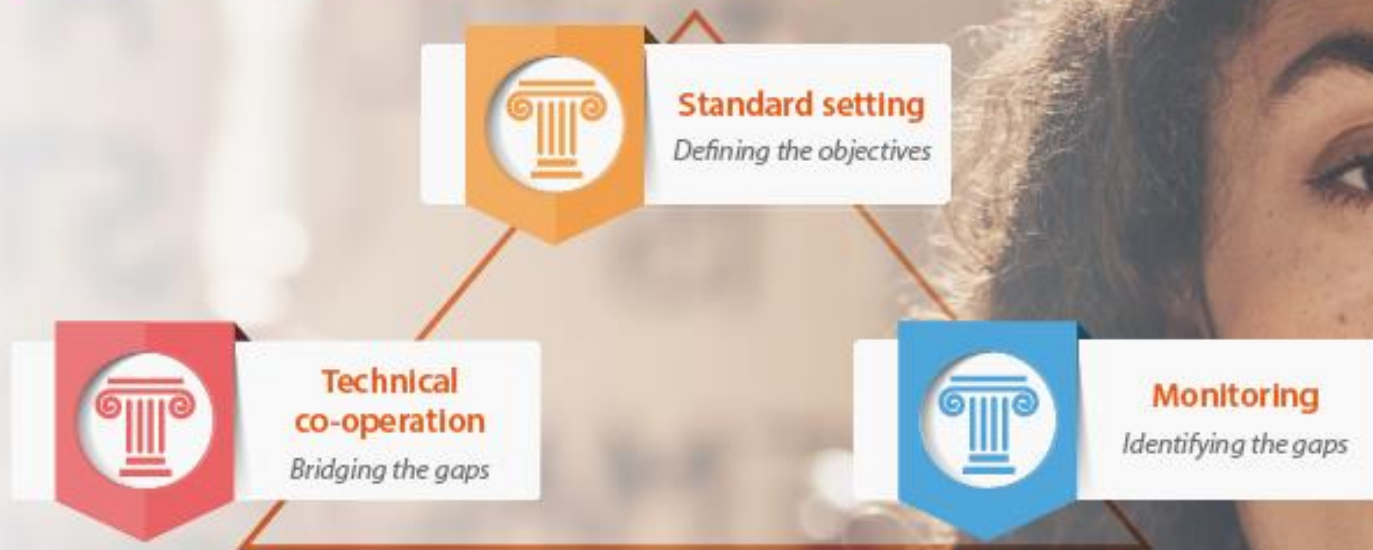 Standard setting
Defining the objectives
Technical
co-operation
Bridging the gaps
Monitoring
Identifying the gaps